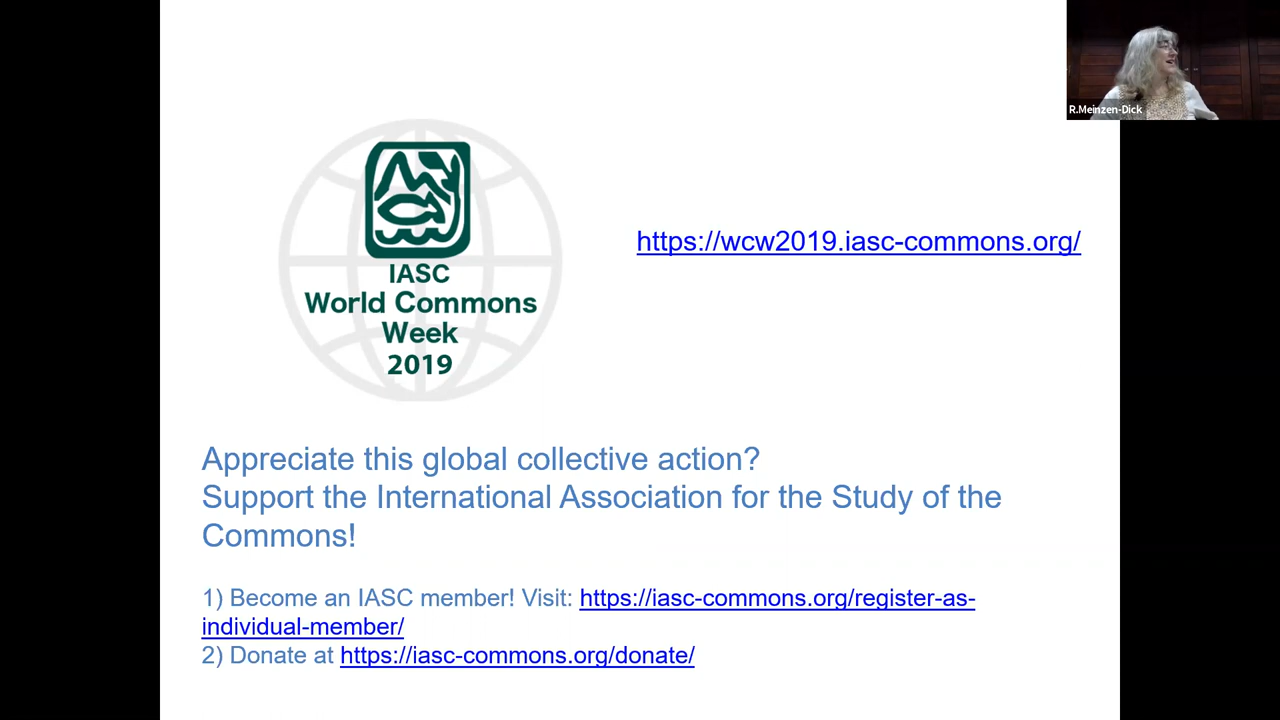 R.Meinzen-Dick
IASC
World Commons
Week
2019
https://wcw2019.iasc-commons.org/
Appreciate this global collective action?
Support the International Association for the Study of the
Commons!
1) Become an IASC member! Visit: https://iasc-commons.org/register-as-
individual-member/
2) Donate at https://iasc-commons.org/donate/